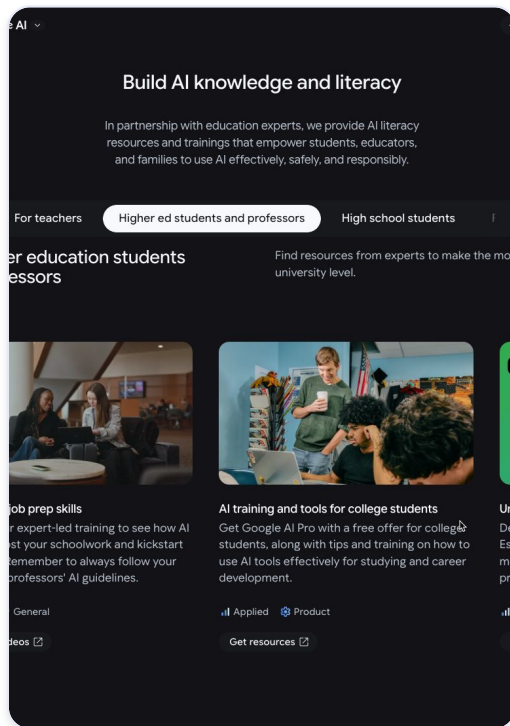 AI
Build AI knowledge and literacy
In partnership with education experts, we provide AI literacy
resources and trainings that empower students, educators,
and families to use AI effectively, safely, and responsibly.
For teachers Higher ed students and professors High school students
education students
Find resources from experts to make the
university level.
job prep skills
expert-led training to see how AI
your schoolwork and kickstart
Remember to always follow your
professors' AI guidelines.
General
AI training and tools for college students
Get Google AI Pro with a free offer for college
students, along with tips and training on how to
use AI tools effectively for studying and career
development.
Applied Product
Get resources